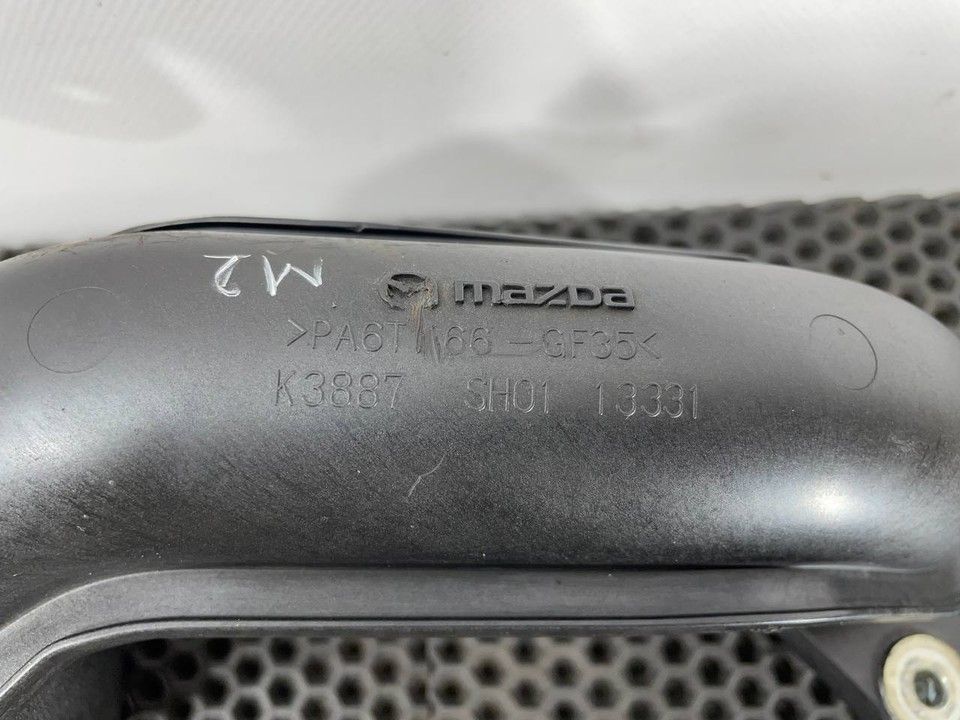 M2
mazda
>PA6T/66-GF35<
K3887 SH01 13331